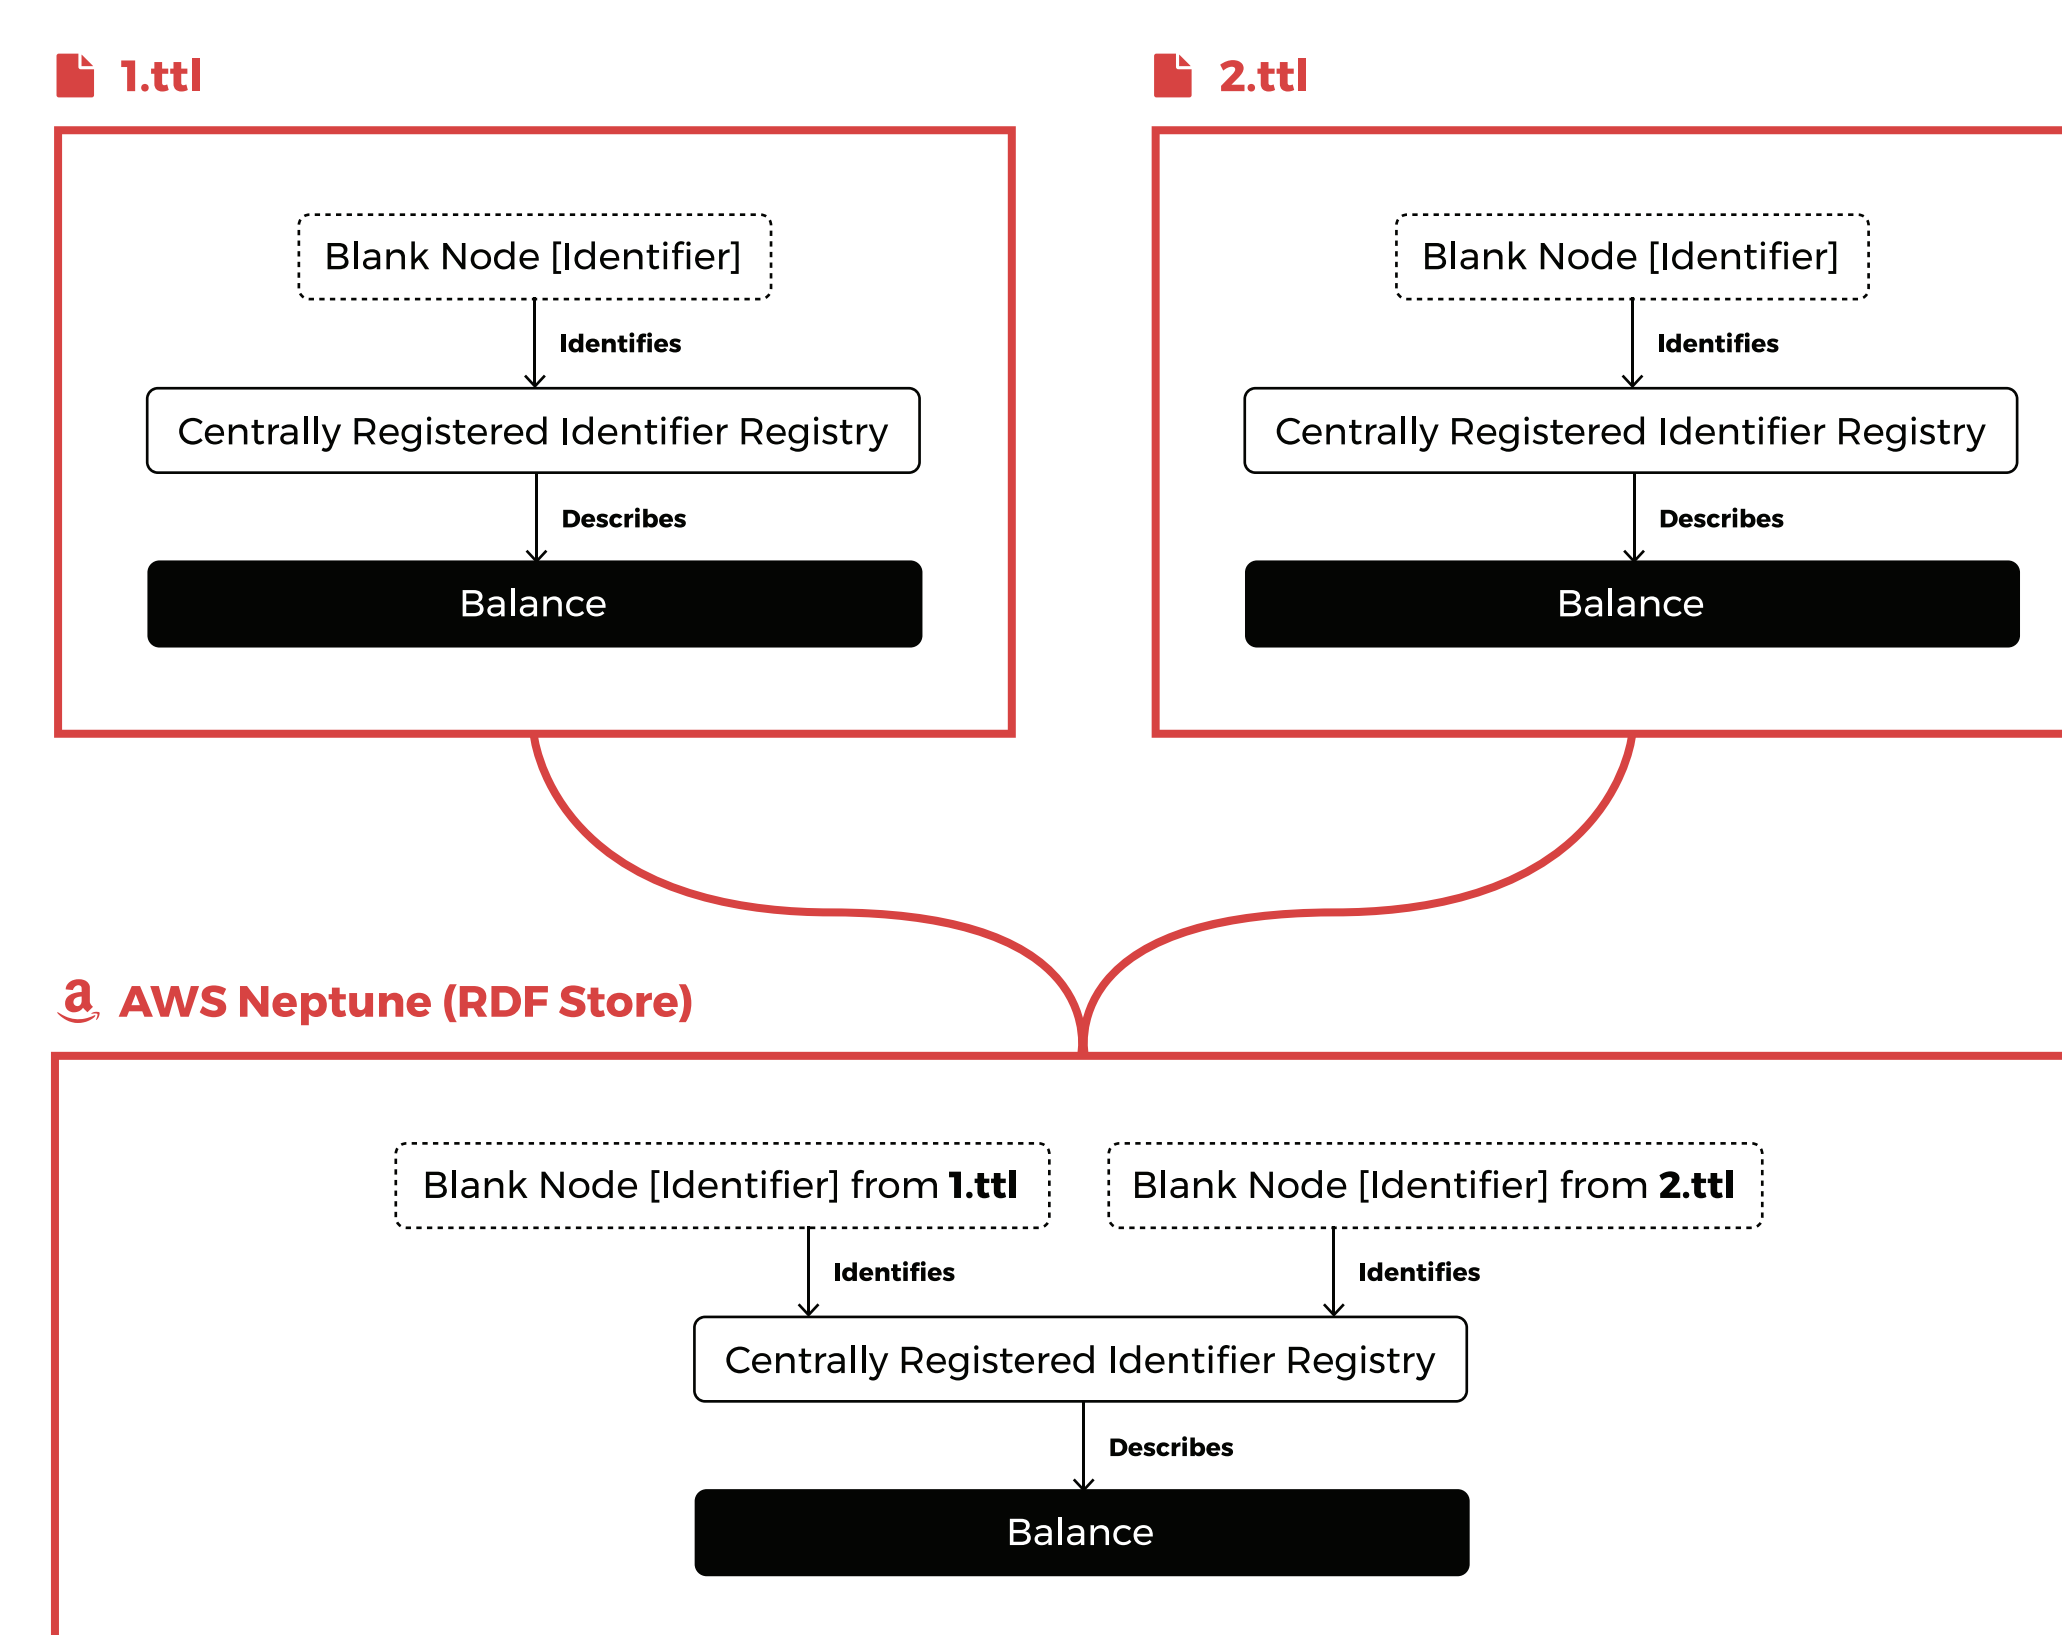 1.ttl
2.ttl
Blank Node [Identifier]
Identifies
Centrally Registered Identifier Registry
Describes
Balance
Blank Node [Identifier]
Identifies
Centrally Registered Identifier Registry
Describes
Balance
AWS Neptune (RDF Store)
Blank Node [Identifier] from 1.ttl
Blank Node [Identifier] from 2.ttl
Identifies
Identifies
Centrally Registered Identifier Registry
Describes
Balance